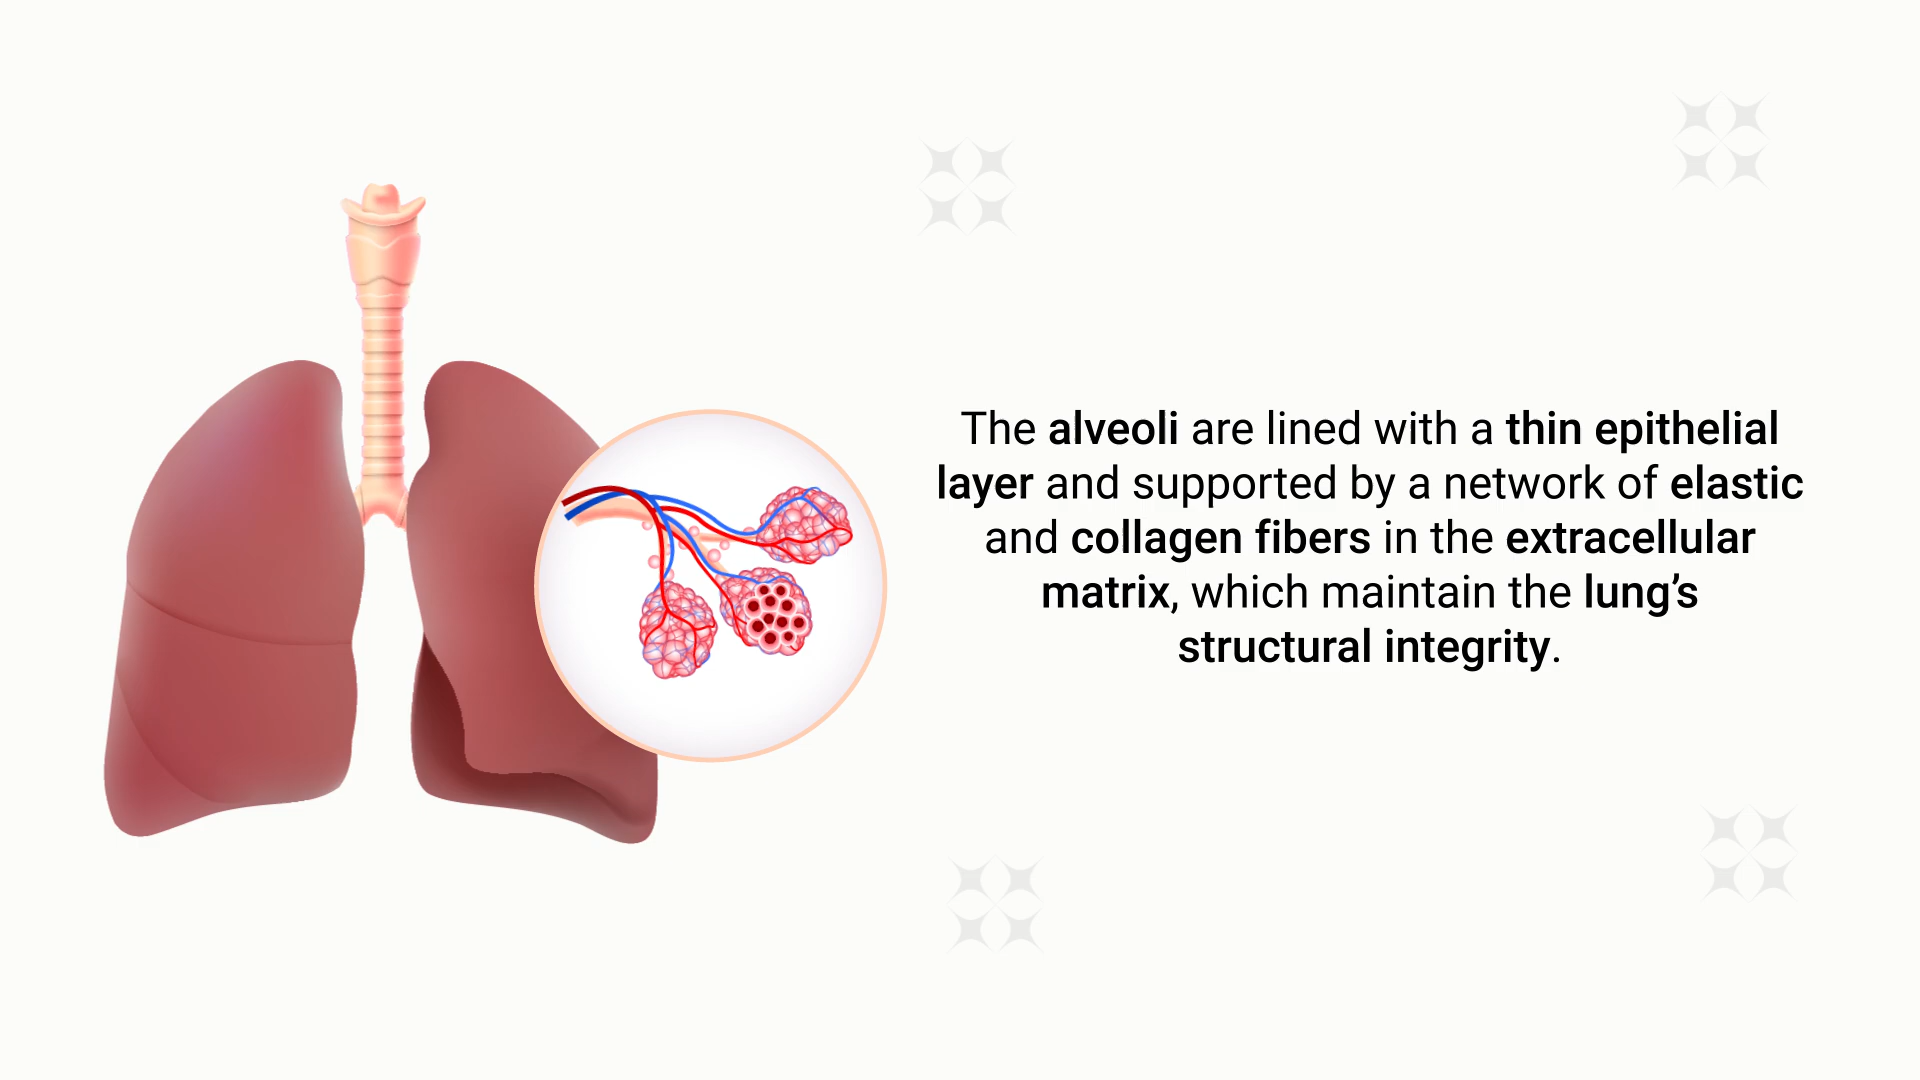 The alveoli are lined with a thin epithelial
layer and supported by a network of elastic
and collagen fibers in the extracellular
matrix, which maintain the lung’s
structural integrity.